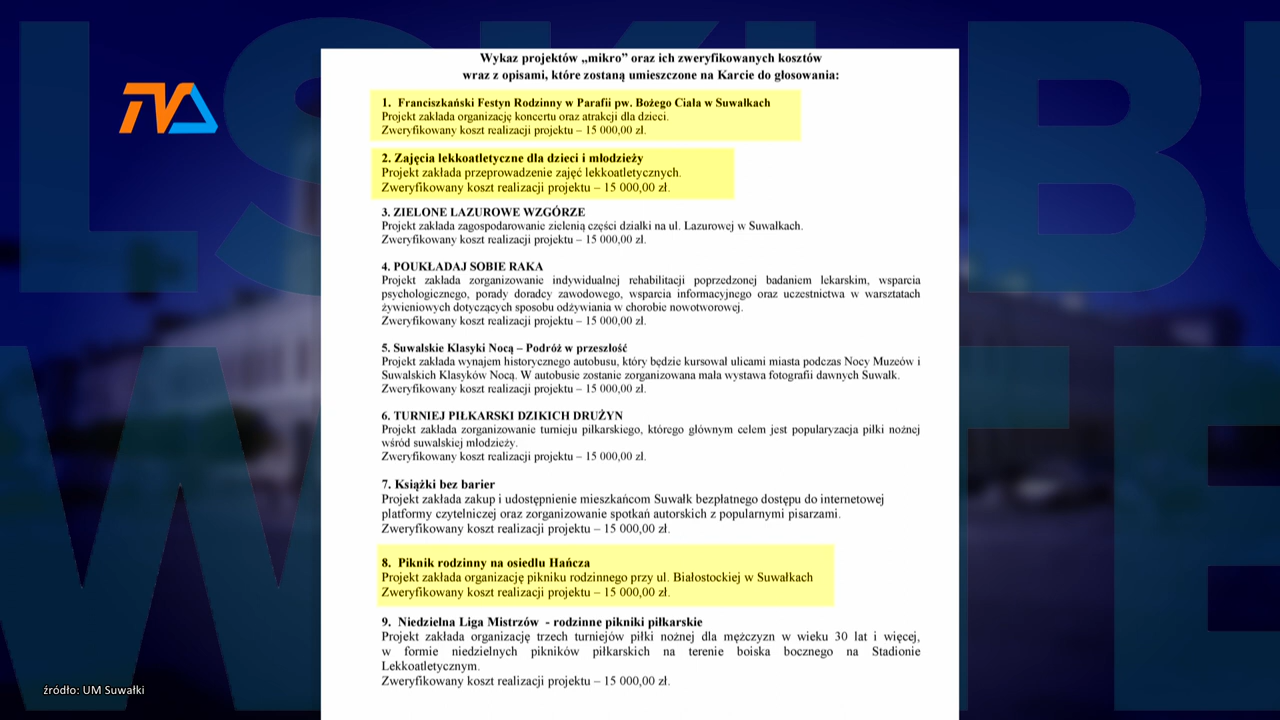 Wykaz projektów „mikro” oraz ich zweryfikowanych kosztów
wraz z opisami, które zostaną umieszczone na Karcie do głosowania:
1. Franciszkański Festyn Rodzinny w Parafii pw. Bożego Ciała w Suwałkach
Projekt zakłada organizację koncertu oraz atrakcji dla dzieci.
Zweryfikowany koszt realizacji projektu – 15 000,00 zł.
2. Zajęcia lekkoatletyczne dla dzieci i młodzieży
Projekt zakłada przeprowadzenie zajęć lekkoatletycznych.
Zweryfikowany koszt realizacji projektu – 15 000,00 zł.
3. ZIELONE LAZUROWE WZGÓRZE
Projekt zakłada zagospodarowanie zielenią części działki na ul. Lazurowej w Suwałkach.
Zweryfikowany koszt realizacji projektu – 15 000,00 zł.
4. POUKŁADAJ SOBIE RAKA
Projekt zakłada zorganizowanie indywidualnej rehabilitacji poprzedzonej badaniem lekarskim, wsparcia
psychologicznego, porady doradcy zawodowego, wsparcia informacyjnego oraz uczestnictwa w warsztatach
żywieniowych dotyczących sposobu odżywiania w chorobie nowotworowej.
Zweryfikowany koszt realizacji projektu – 15 000,00 zł.
5. Suwalskie Klasyki Nocą – Podróż w przeszłość
Projekt zakłada wynajem historycznego autobusu, który będzie kursował ulicami miasta podczas Nocy Muzeów i
Suwalskich Klasyków Nocą. W autobusie zostanie zorganizowana mała wystawa fotografii dawnych Suwałk.
Zweryfikowany koszt realizacji projektu – 15 000,00 zł.
6. TURNIEJ PIŁKARSKI DZIKICH DRUŻYN
Projekt zakłada zorganizowanie turnieju piłkarskiego, którego głównym celem jest popularyzacja piłki nożnej
wśród suwalskiej młodzieży.
Zweryfikowany koszt realizacji projektu – 15 000,00 zł.
7. Książki bez barier
Projekt zakłada zakup i udostępnienie mieszkańcom Suwałk bezpłatnego dostępu do internetowej
platformy czytelniczej oraz zorganizowanie spotkań autorskich z popularnymi pisarzami.
Zweryfikowany koszt realizacji projektu – 15 000,00 zł.
8. Piknik rodzinny na osiedlu Hańcza
Projekt zakłada organizację pikniku rodzinnego przy ul. Białostockiej w Suwałkach
Zweryfikowany koszt realizacji projektu – 15 000,00 zł.
9. Niedzielna Liga Mistrzów - rodzinne pikniki piłkarskie
Projekt zakłada organizację trzech turniejów piłki nożnej dla mężczyzn w wieku 30 lat i więcej,
w formie niedzielnych pikników piłkarskich na terenie boiska bocznego na Stadionie
Lekkoatletycznym.
Zweryfikowany koszt realizacji projektu – 15 000,00 zł.
źródło: UM Suwałki